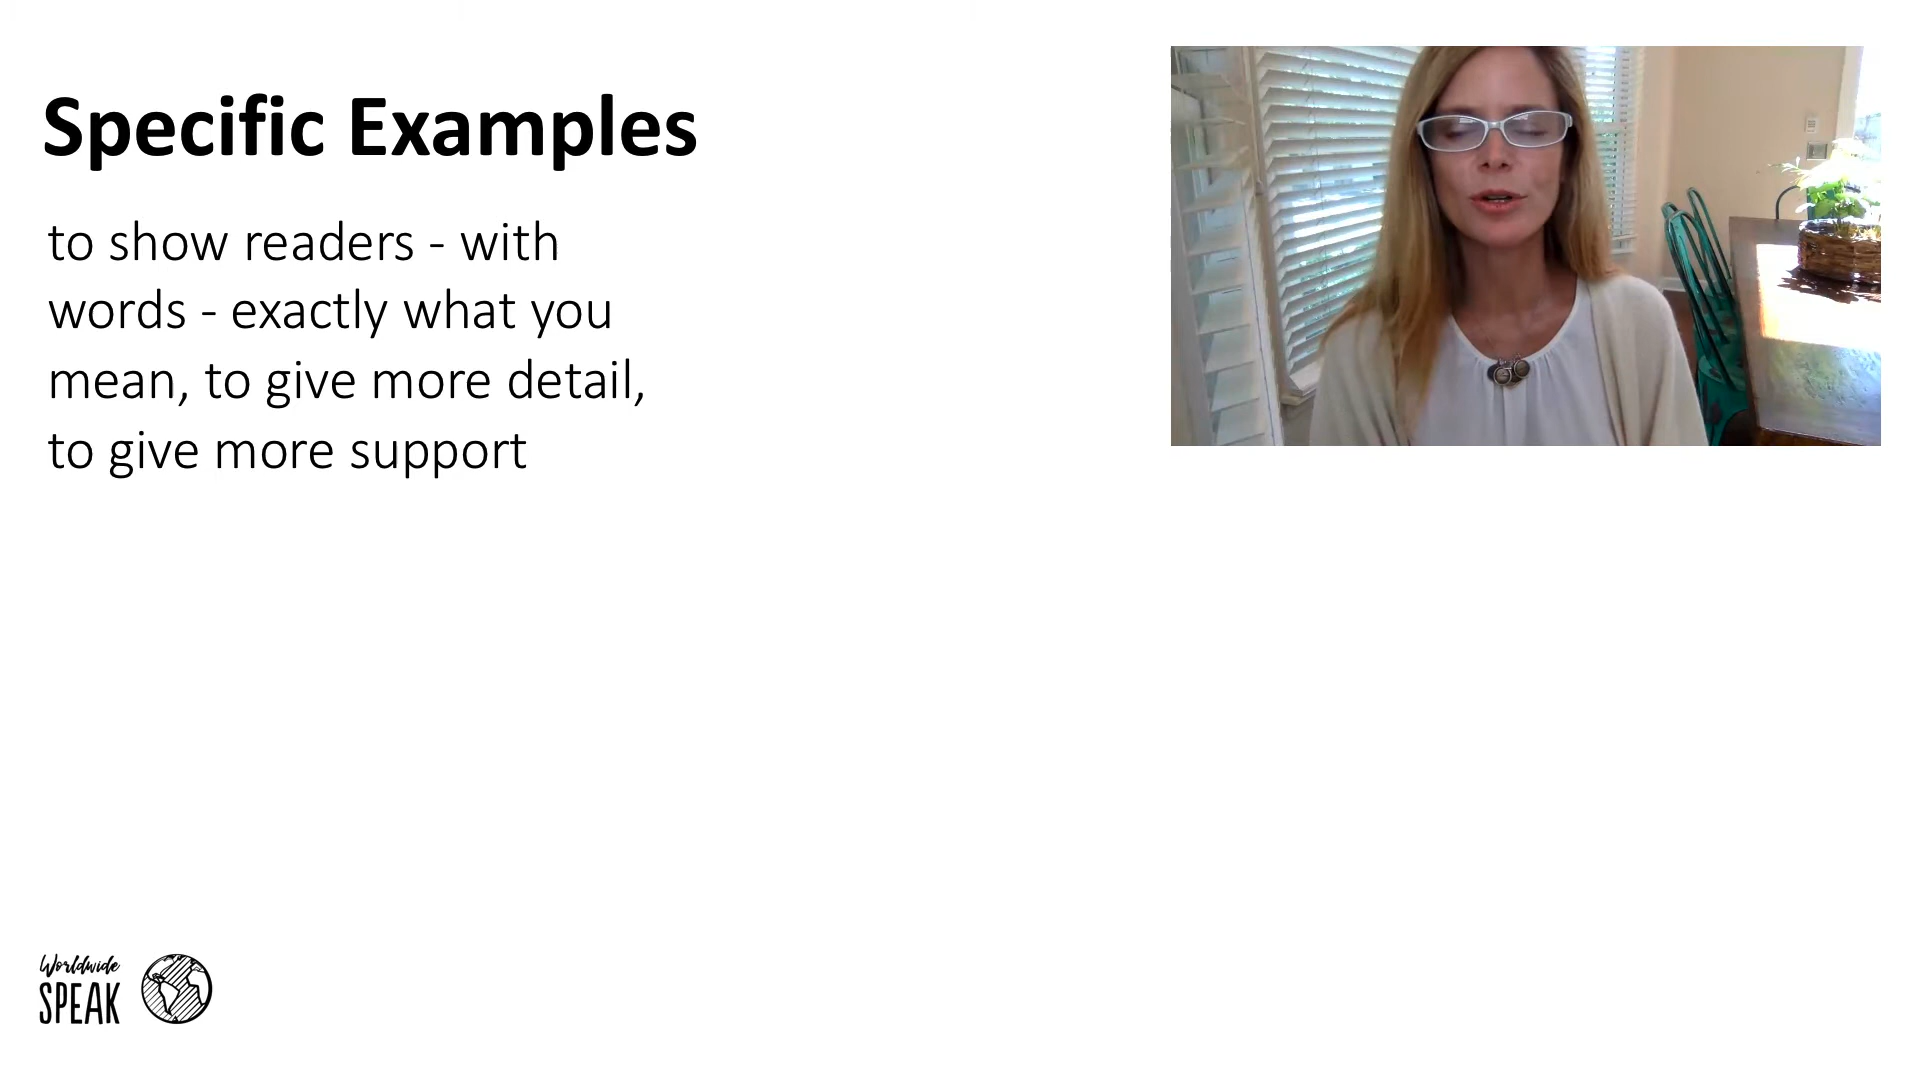 Specific Examples
to show readers - with
words - exactly what you
mean, to give more detail,
to give more support
Worldwide
SPEAK